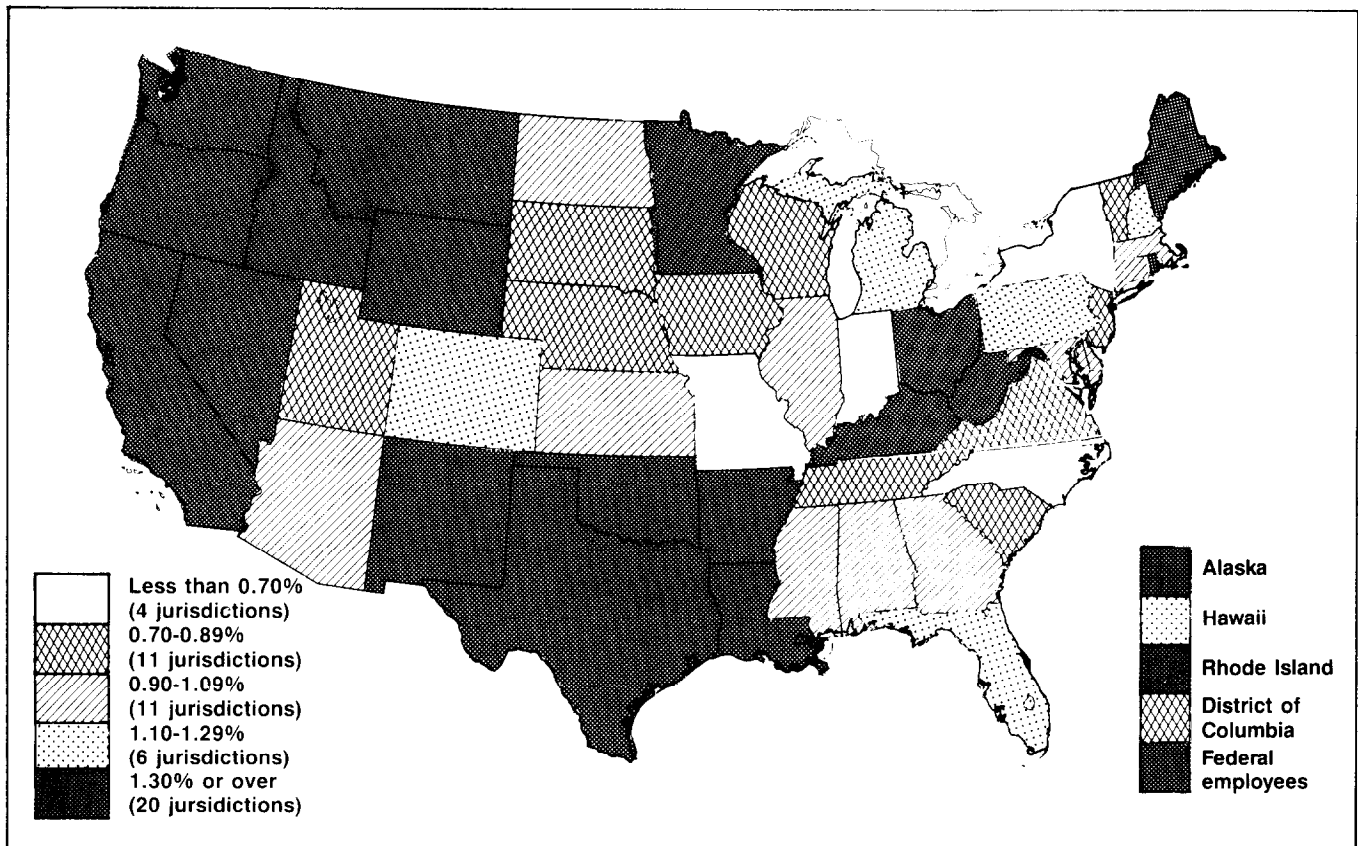 Less than 0.70%
(4 jurisdictions)
0.70-0.89%
(11 jurisdictions)
0.90-1.09%
(11 jurisdictions)
1.10-1.29%
(6 jurisdictions)
1.30% or over
(20 jursidictions)
Alaska
Hawaii
Rhode Island
District of
Columbia
Federal
employees